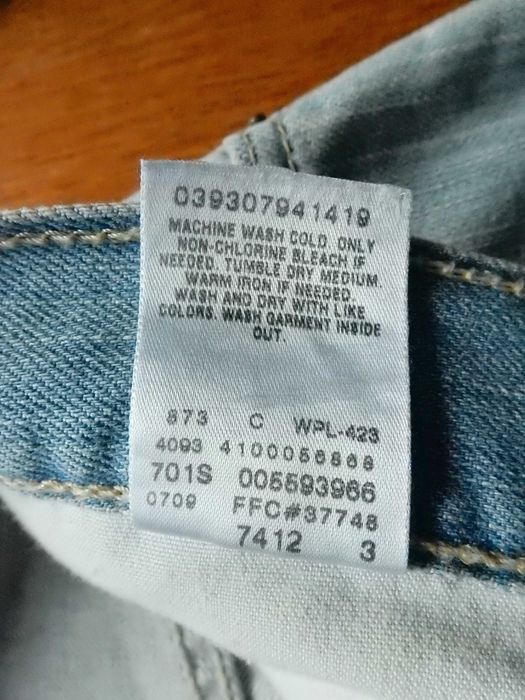 039307941419
MACHINE WASH COLD ONLY
NON-CHLORINE BLEACH IF
NEEDED. TUMBLE DRY MEDIUM.
WARM IRON IF NEEDED.
WASH AND DRY WITH LIKE
COLORS. WASH GARMENT INSIDE
OUT.
873 C WPL-423
4093 4100056868
701S 005593966
0709 FFC#37748
7412 3